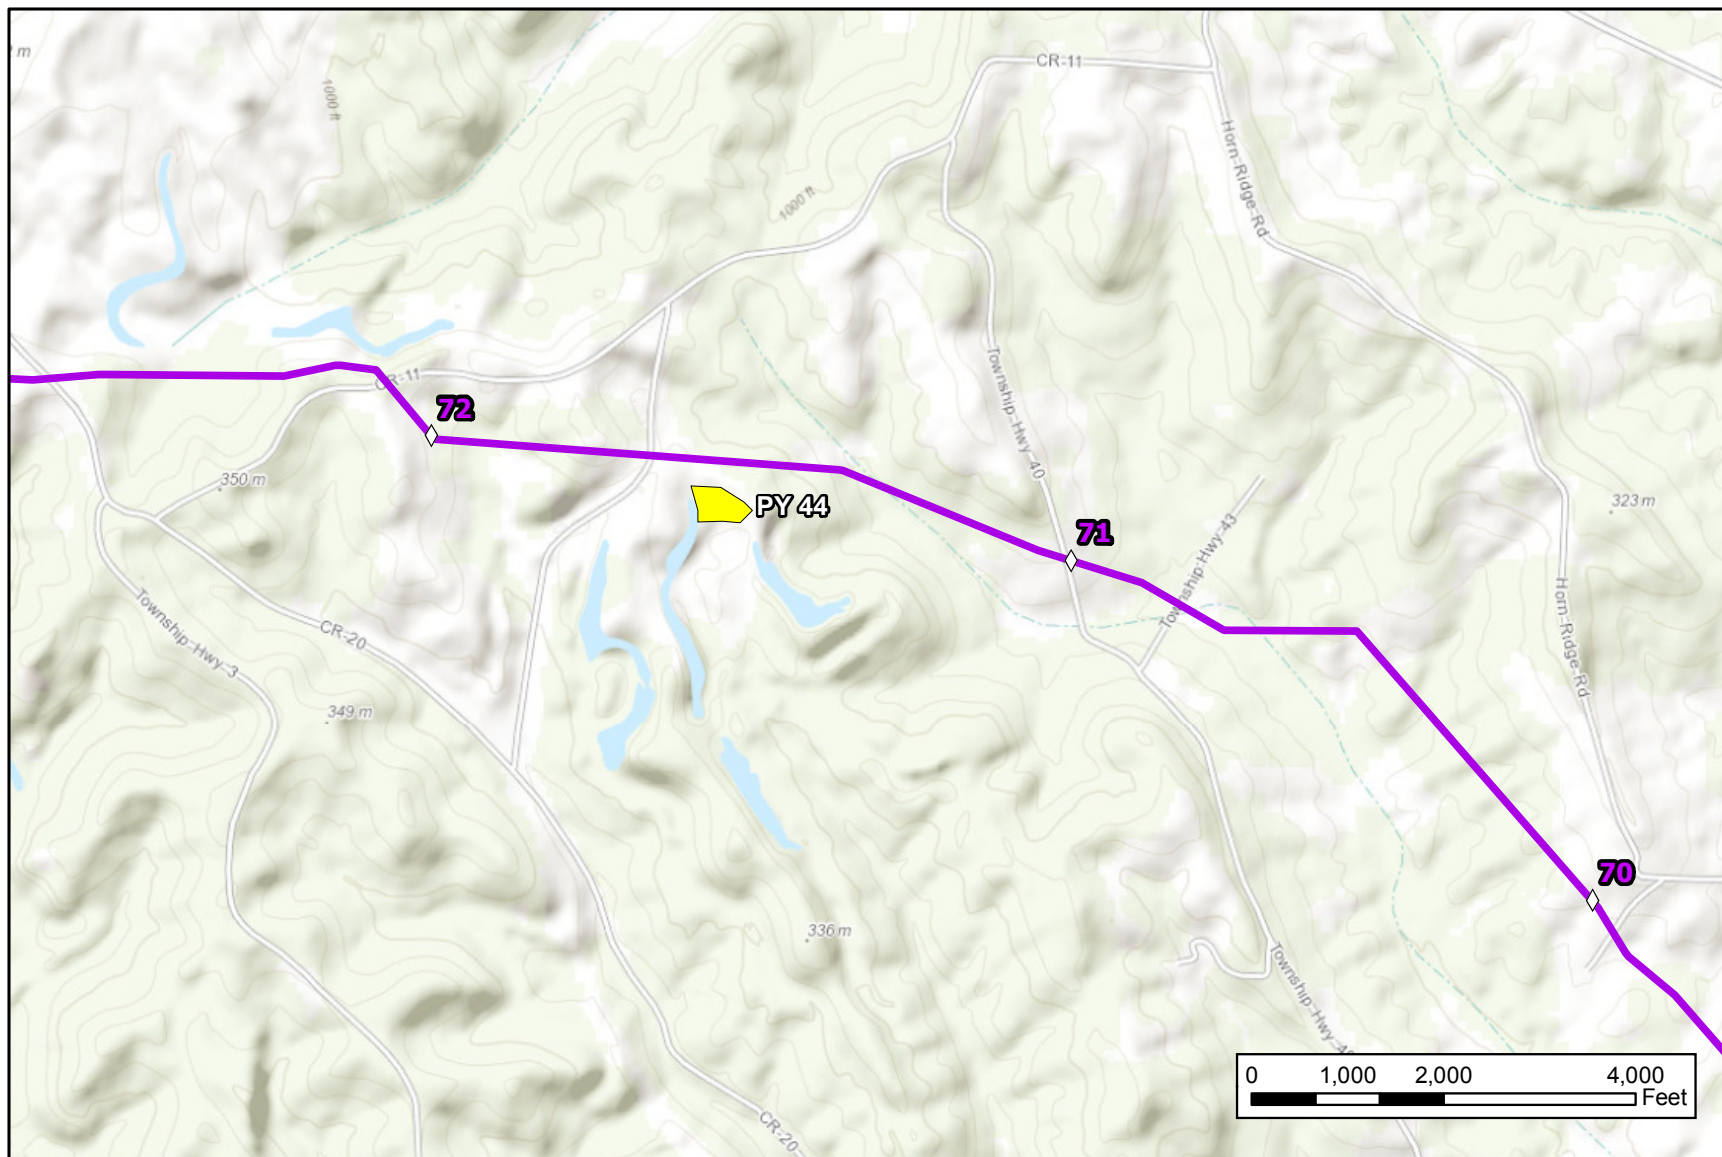 m
1000 ft
CR-11
Horn-Ridge-Rd
1000 ft
CR-11
72
Township-Hwy-40
350 m
PY 44
71
Township-Hwy-43
323 m
Township-Hwy-3
CR-20
Horn-Ridge-Rd
349 m
70
336 m
Township-Hwy-40
CR-20
0 1,000 2,000 4,000
Feet